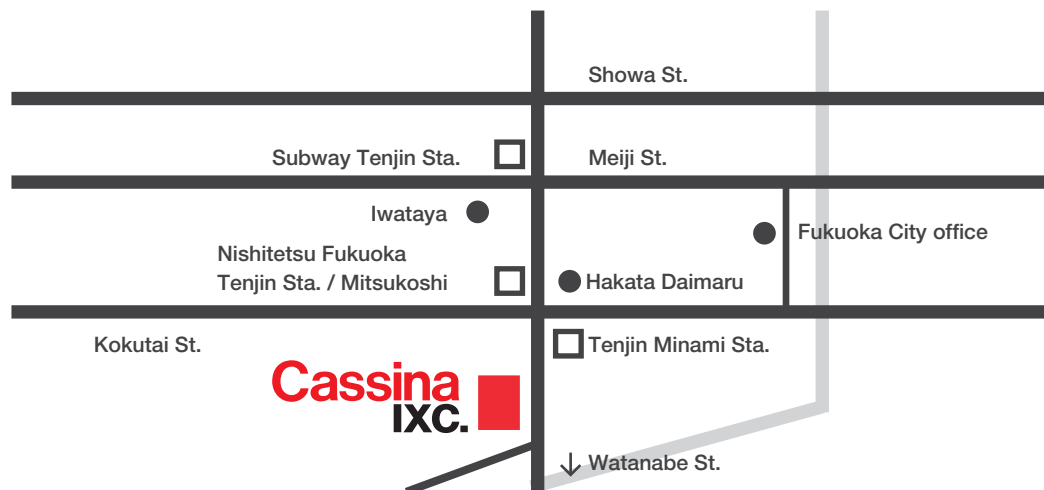 Showa St.
Subway Tenjin Sta.
Meiji St.
Iwataya
Fukuoka City office
Nishitetsu Fukuoka
Tenjin Sta. / Mitsukoshi
Hakata Daimaru
Kokutai St.
Tenjin Minami Sta.
Cassina
IXC.
Watanabe St.